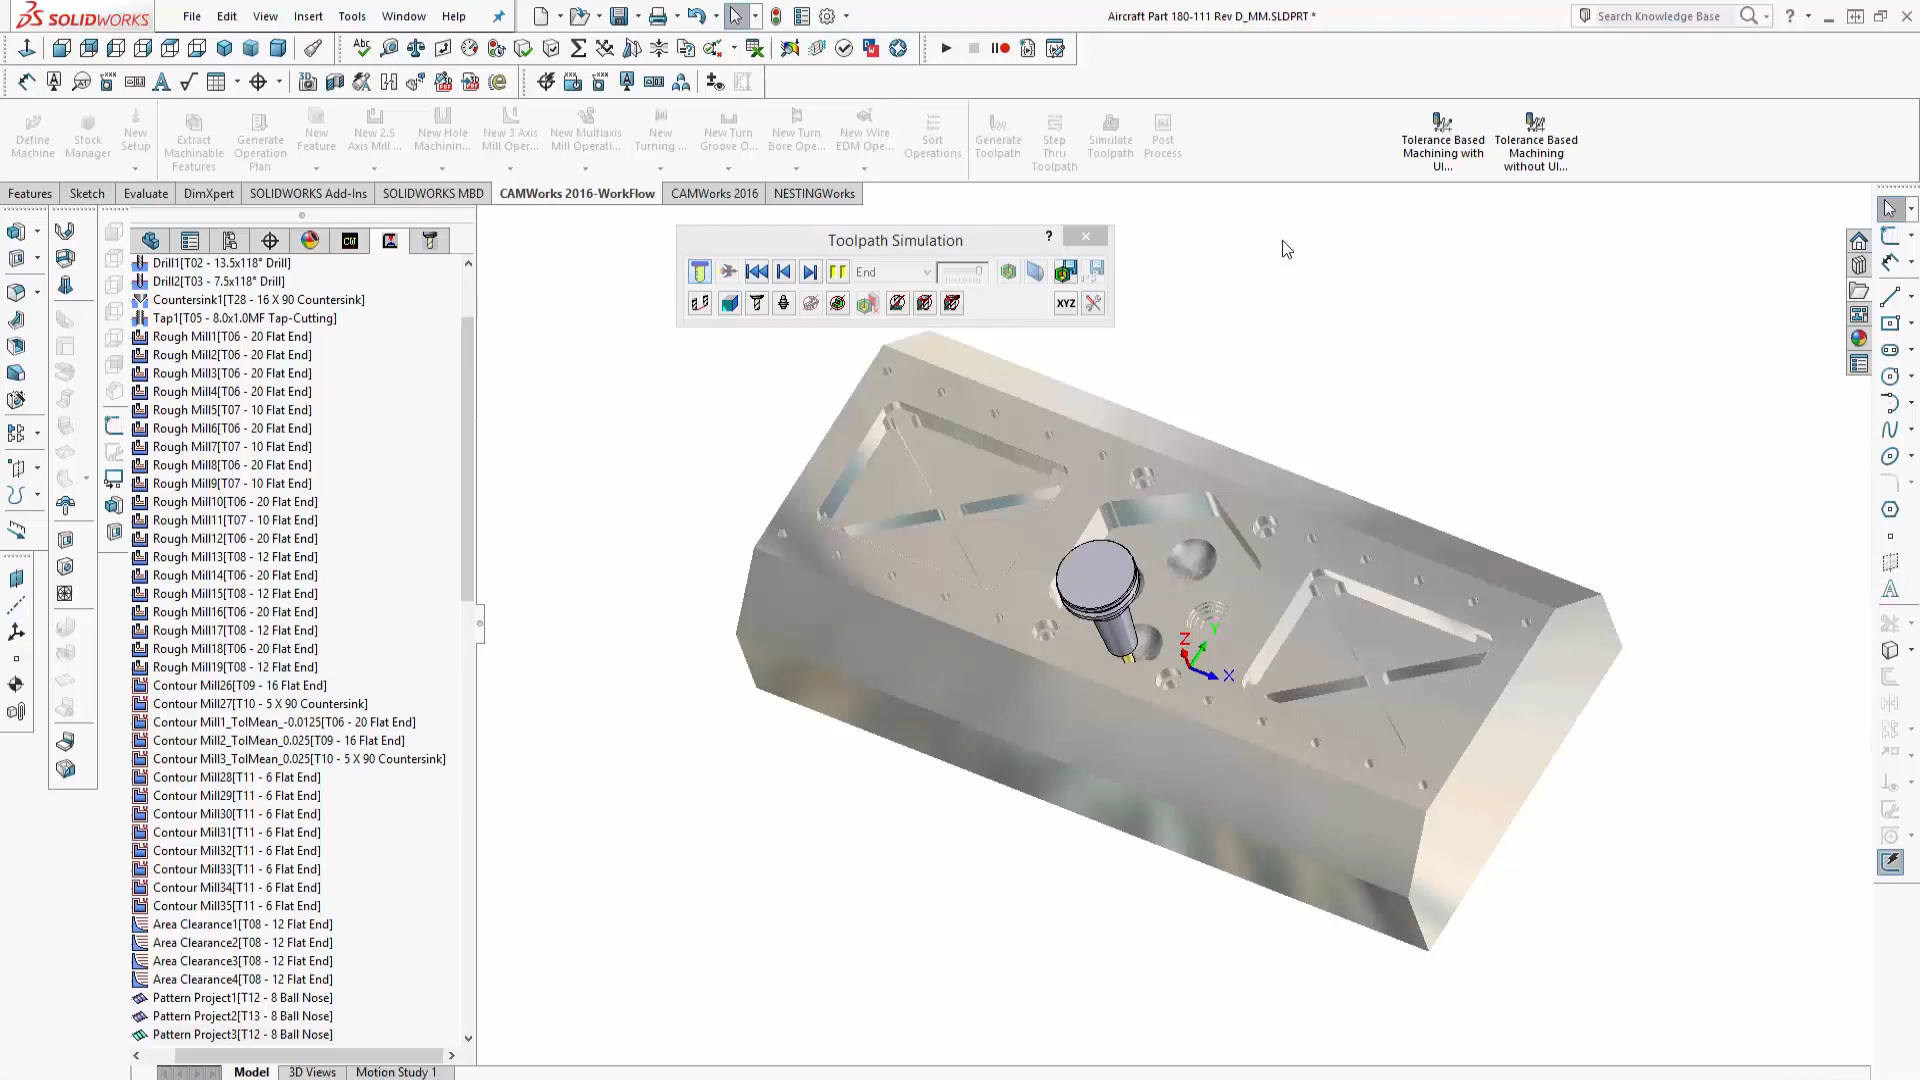 SOLIDWORKS
File Edit View Insert Tools Window Help
Aircraft Part 180-111 Rev D_MM.SLDPRT *
Search Knowledge Base
Define Machine
Stock Manager
New Setup
Extract Machinable Features
Generate Operation Plan
New Feature
New 2.5 Axis Mill ...
New Hole Machinin...
New 3 Axis Mill Oper...
New Multiaxis Mill Operati...
New Turning ...
New Turn Groove O...
New Turn Bore Ope...
New Wire EDM Ope...
Sort Operations
Generate Toolpath
Step Thru Toolpath
Simulate Toolpath
Post Process
Tolerance Based Machining with UI...
Tolerance Based Machining without UI...
Features Sketch Evaluate DimXpert SOLIDWORKS Add-Ins SOLIDWORKS MBD CAMWorks 2016-WorkFlow CAMWorks 2016 NESTINGWorks
Toolpath Simulation ?
End
XYZ
CW
Drill1[T02 - 13.5x118° Drill]
Drill2[T03 - 7.5x118° Drill]
Countersink1[T28 - 16 X 90 Countersink]
Tap1[T05 - 8.0x1.0MF Tap-Cutting]
Rough Mill1[T06 - 20 Flat End]
Rough Mill2[T06 - 20 Flat End]
Rough Mill3[T06 - 20 Flat End]
Rough Mill4[T06 - 20 Flat End]
Rough Mill5[T07 - 10 Flat End]
Rough Mill6[T06 - 20 Flat End]
Rough Mill7[T07 - 10 Flat End]
Rough Mill8[T06 - 20 Flat End]
Rough Mill9[T07 - 10 Flat End]
Rough Mill10[T06 - 20 Flat End]
Rough Mill11[T07 - 10 Flat End]
Rough Mill12[T06 - 20 Flat End]
Rough Mill13[T08 - 12 Flat End]
Rough Mill14[T06 - 20 Flat End]
Rough Mill15[T08 - 12 Flat End]
Rough Mill16[T06 - 20 Flat End]
Rough Mill17[T08 - 12 Flat End]
Rough Mill18[T06 - 20 Flat End]
Rough Mill19[T08 - 12 Flat End]
Contour Mill26[T09 - 16 Flat End]
Contour Mill27[T10 - 5 X 90 Countersink]
Contour Mill1_TolMean_-0.0125[T06 - 20 Flat End]
Contour Mill2_TolMean_0.025[T09 - 16 Flat End]
Contour Mill3_TolMean_0.025[T10 - 5 X 90 Countersink]
Contour Mill28[T11 - 6 Flat End]
Contour Mill29[T11 - 6 Flat End]
Contour Mill30[T11 - 6 Flat End]
Contour Mill31[T11 - 6 Flat End]
Contour Mill32[T11 - 6 Flat End]
Contour Mill33[T11 - 6 Flat End]
Contour Mill34[T11 - 6 Flat End]
Contour Mill35[T11 - 6 Flat End]
Area Clearance1[T08 - 12 Flat End]
Area Clearance2[T08 - 12 Flat End]
Area Clearance3[T08 - 12 Flat End]
Area Clearance4[T08 - 12 Flat End]
Pattern Project1[T12 - 8 Ball Nose]
Pattern Project2[T13 - 8 Ball Nose]
Pattern Project3[T12 - 8 Ball Nose]
Z Y X
Model 3D Views Motion Study 1